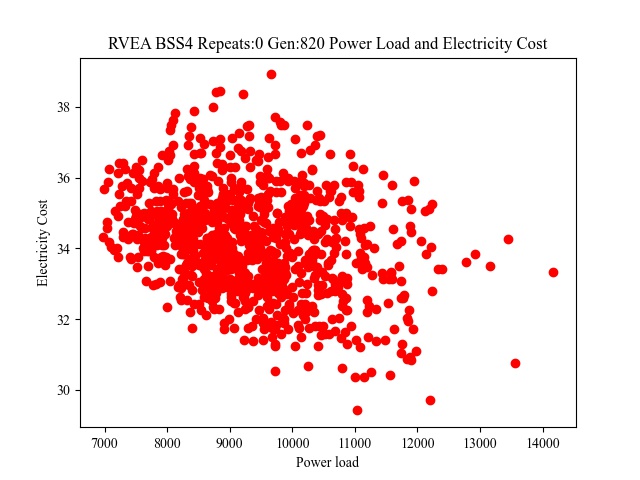 RVEA BSS4 Repeats:0 Gen:820 Power Load and Electricity Cost
38
36
34
32
30
Electricity Cost
7000 8000 9000 10000 11000 12000 13000 14000
Power load